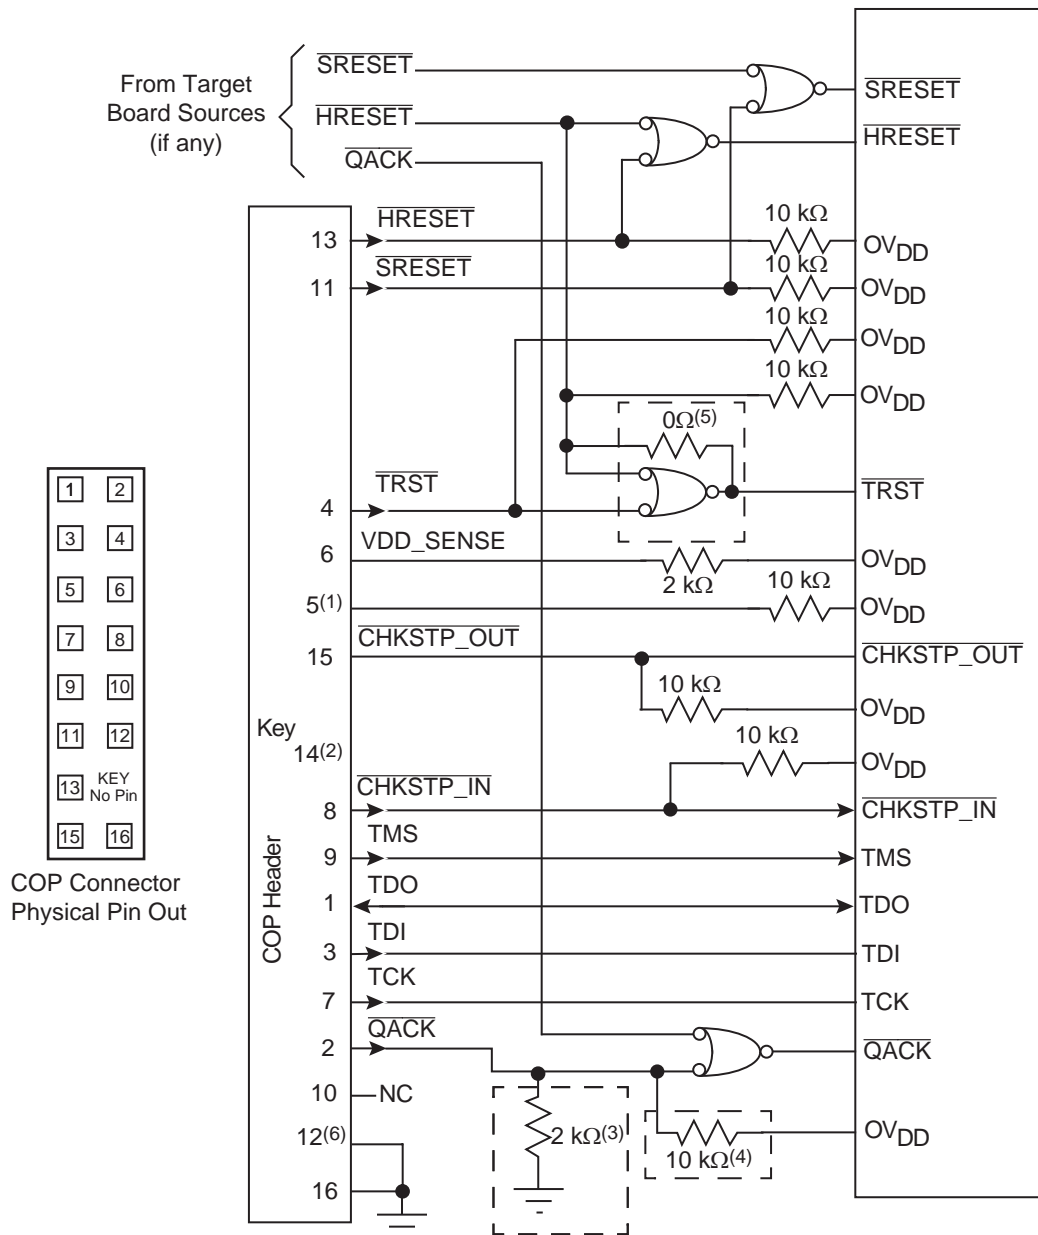 From Target
Board Sources
(if any)
SRESET
HRESET
QACK
SRESET
HRESET
13
HRESET
10 kΩ
OVDD
11
SRESET
10 kΩ
OVDD
10 kΩ
OVDD
10 kΩ
OVDD
0Ω(5)
4
TRST
TRST
6
VDD_SENSE
2 kΩ
OVDD
5(1)
10 kΩ
OVDD
15
CHKSTP_OUT
CHKSTP_OUT
10 kΩ
OVDD
Key
14(2)
10 kΩ
OVDD
8
CHKSTP_IN
CHKSTP_IN
9
TMS
TMS
1
TDO
TDO
3
TDI
TDI
7
TCK
TCK
2
QACK
QACK
10
NC
2 kΩ(3)
10 kΩ(4)
OVDD
12(6)
16
COP Header
1 2
3 4
5 6
7 8
9 10
11 12
13 KEY
No Pin
15 16
COP Connector
Physical Pin Out